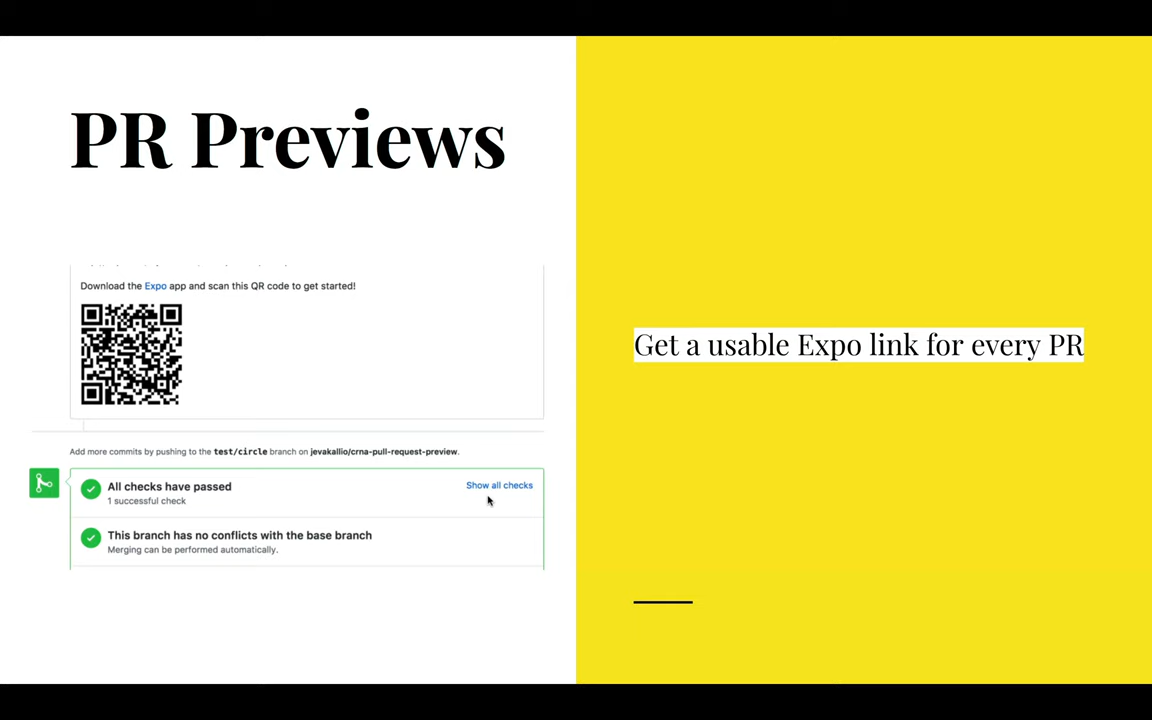 PR Previews
Download the Expo app and scan this QR code to get started!
Add more commits by pushing to the test/circle branch on jevakallio/crna-pull-request-preview.
All checks have passed
Show all checks
1 successful check
This branch has no conflicts with the base branch
Merging can be performed automatically.
Get a usable Expo link for every PR